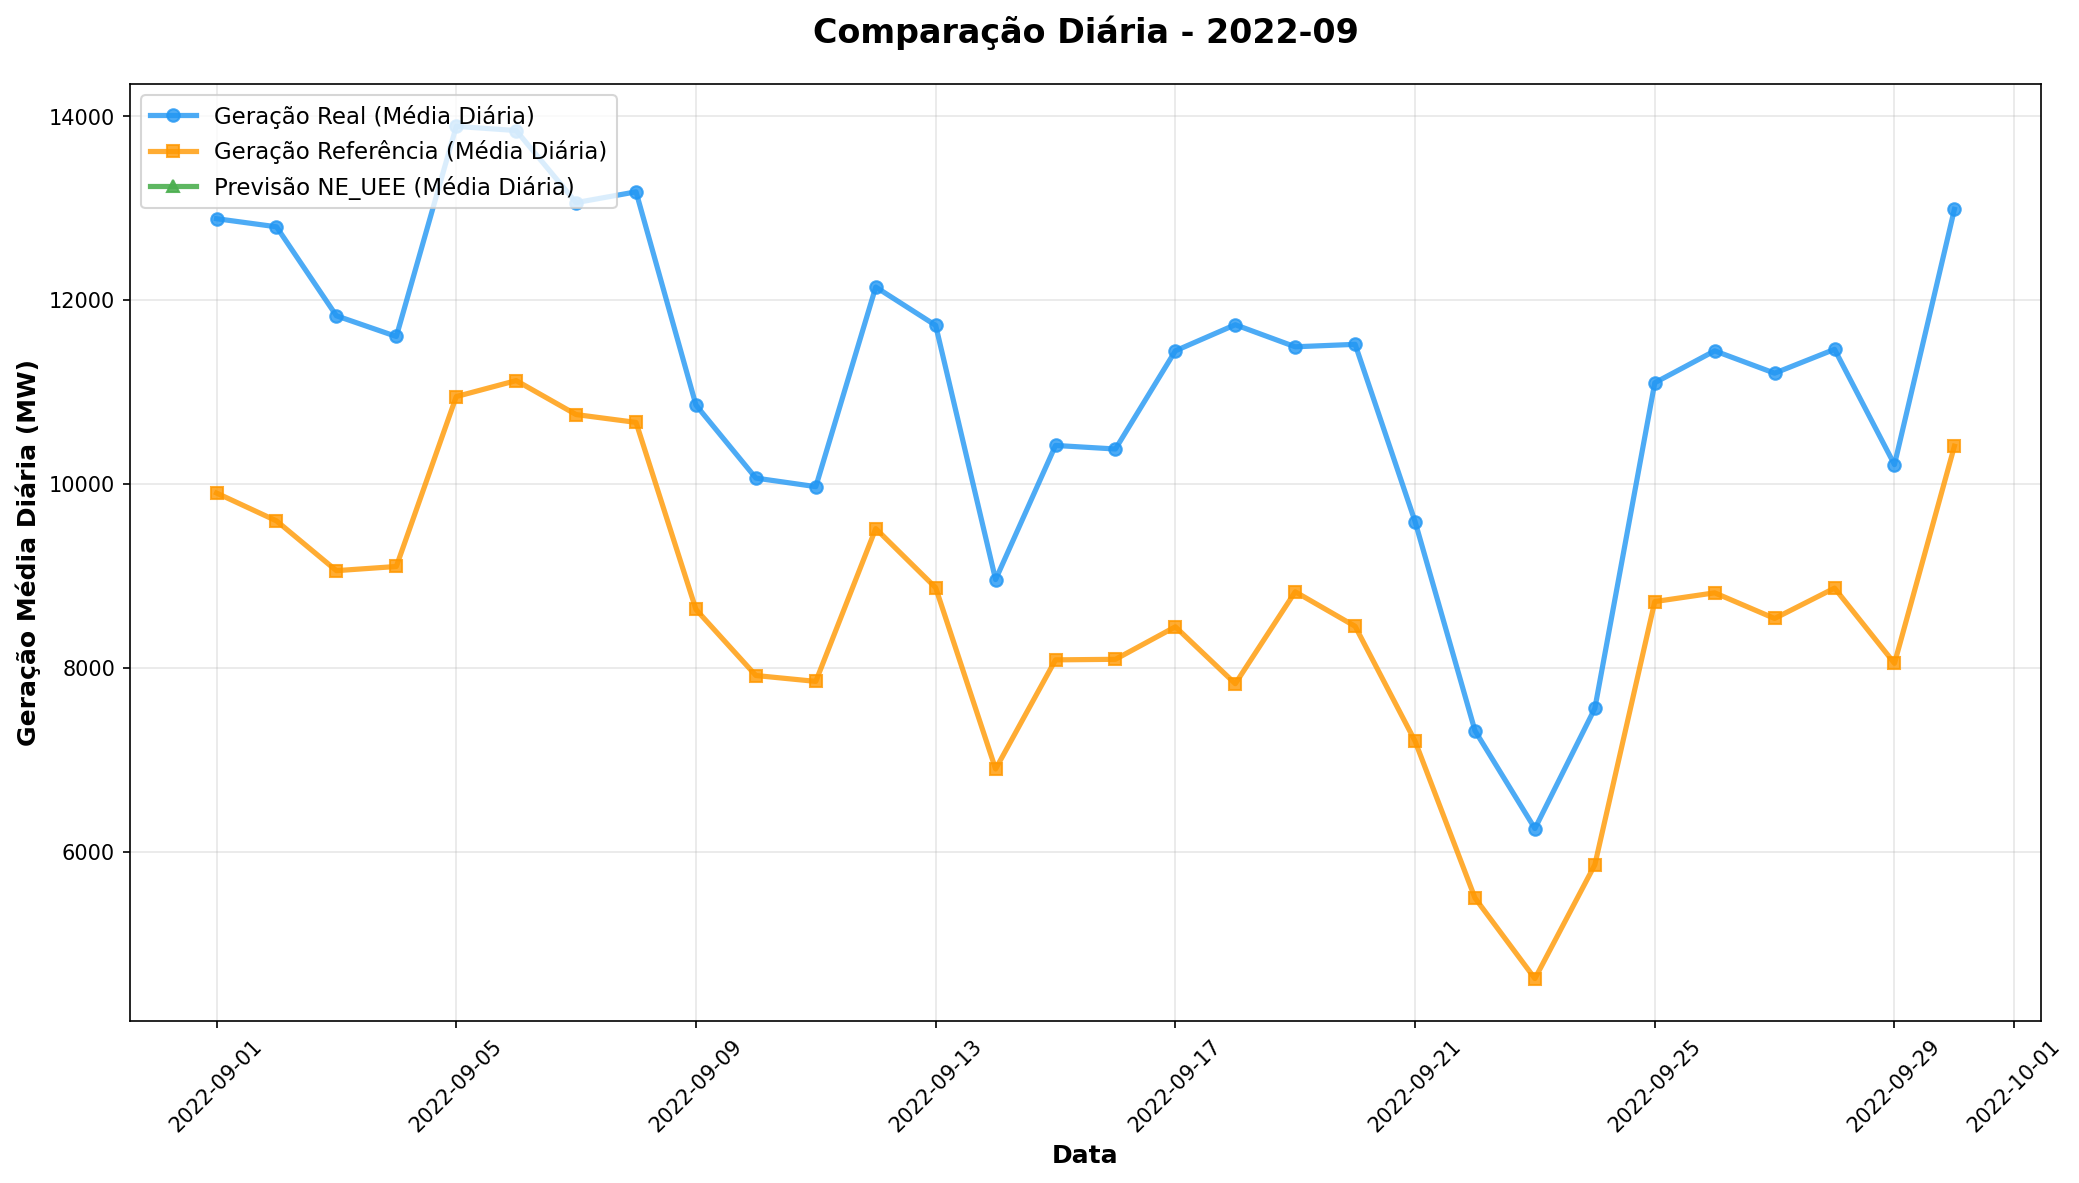 Comparação Diária - 2022-09
Geração Real (Média Diária)
Geração Referência (Média Diária)
Previsão NE_UEE (Média Diária)
Geração Média Diária (MW)
14000
12000
10000
8000
6000
2022-09-01
2022-09-05
2022-09-09
2022-09-13
2022-09-17
2022-09-21
2022-09-25
2022-09-29
2022-10-01
Data